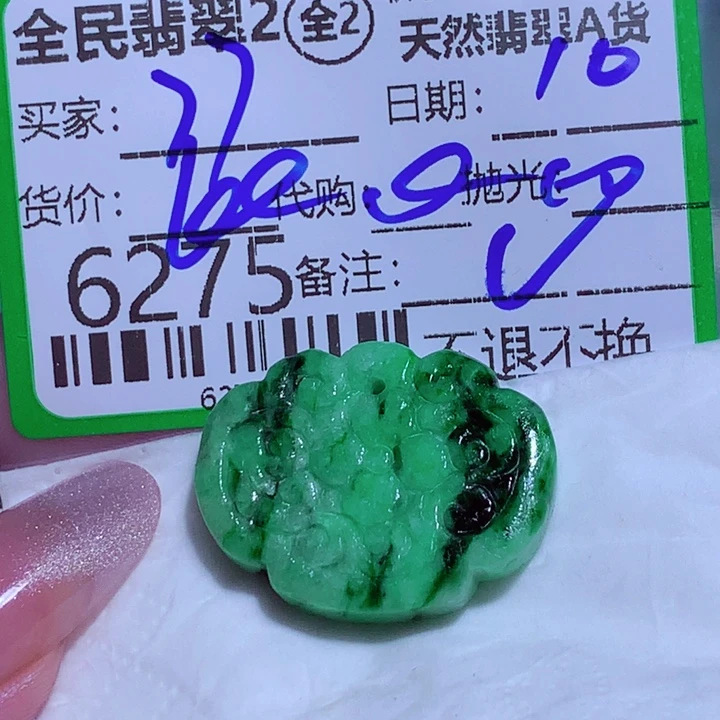 全民翡翠2 全2 天然翡翠A货
买家： 日期： 10
货价： 代购 抛光：
6275 备注：
不退不换